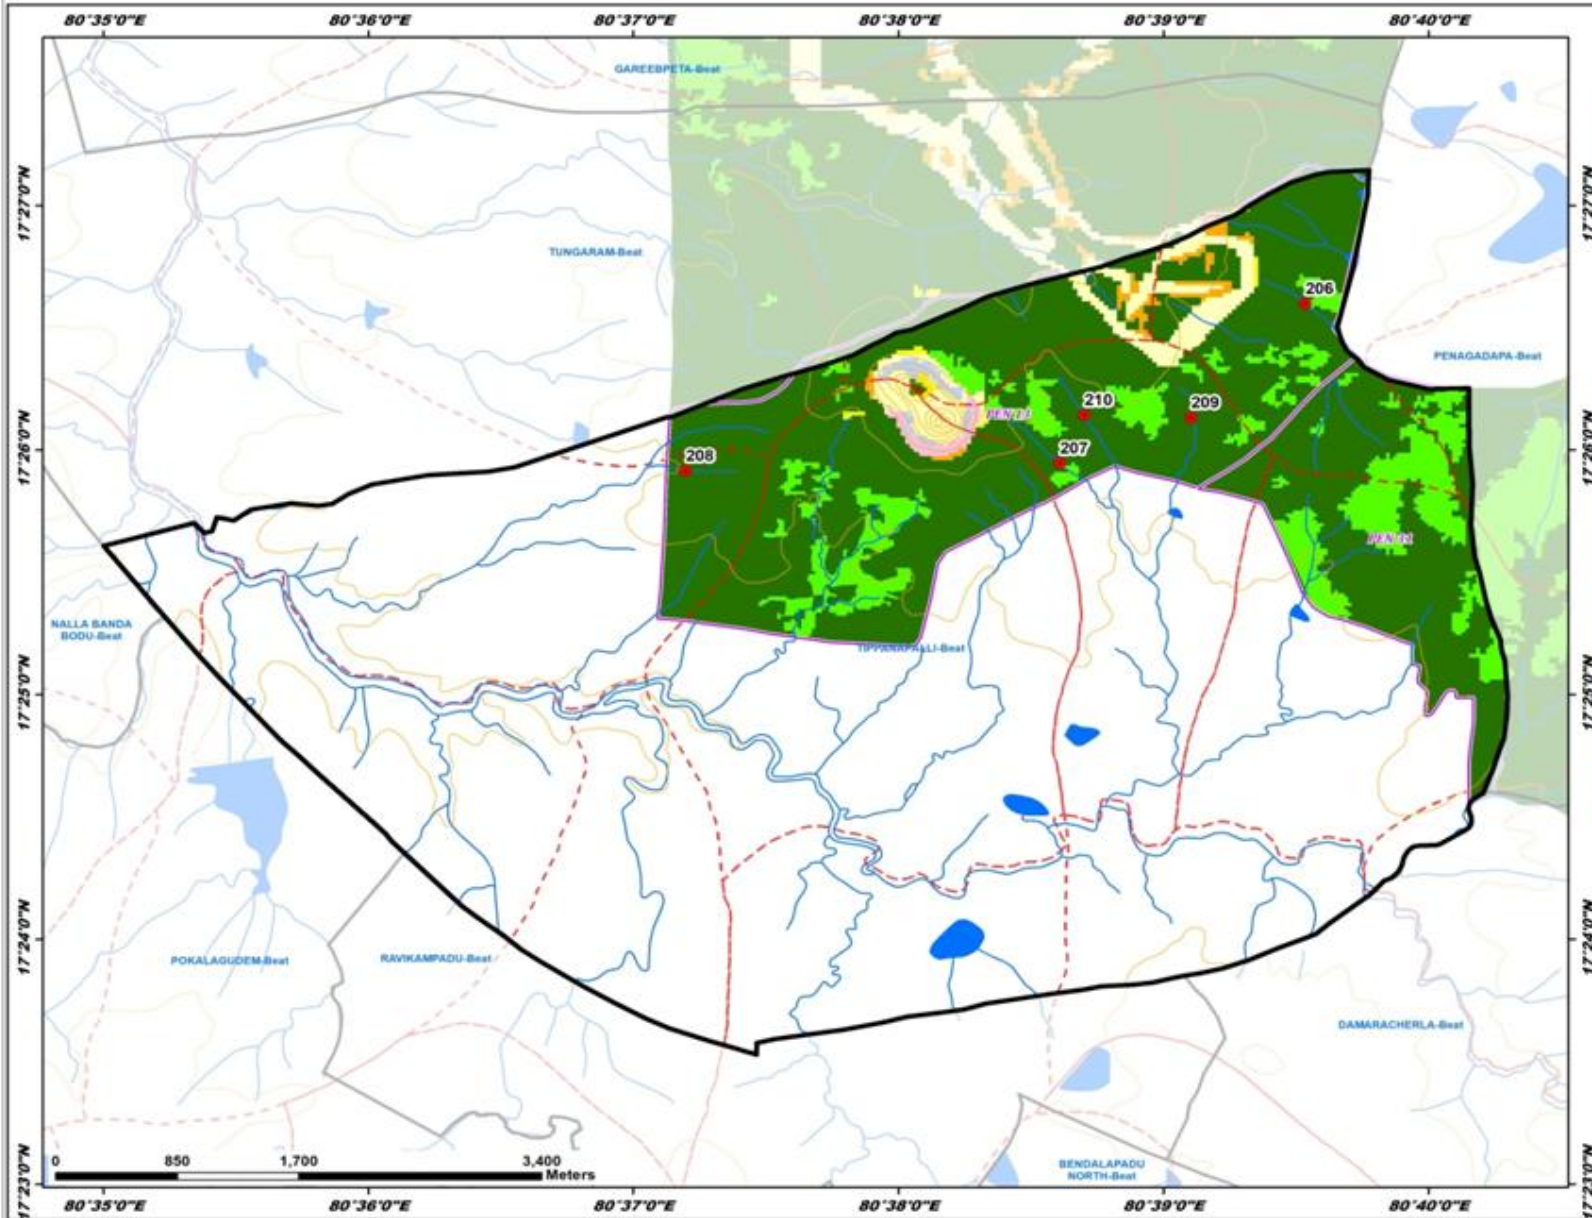 80°35'0"E 80°36'0"E 80°37'0"E 80°38'0"E 80°39'0"E 80°40'0"E
GAREEBPETA-Beat
17°27'0"N 17°27'0"N
TUNGARAM-Beat
206
PENAGADAPA-Beat
210
209
PEN 13
17°26'0"N 17°26'0"N
208
207
NALLA BANDA
BODU-Beat
TIPPANAPALLI-Beat
17°25'0"N 17°25'0"N
POKALAGUDEM-Beat
RAVIKAMPADU-Beat
17°24'0"N 17°24'0"N
DAMARACHERLA-Beat
BENDALAPADU
NORTH-Beat
0 850 1,700 3,400
Meters
17°23'0"N 17°23'0"N
80°35'0"E 80°36'0"E 80°37'0"E 80°38'0"E 80°39'0"E 80°40'0"E